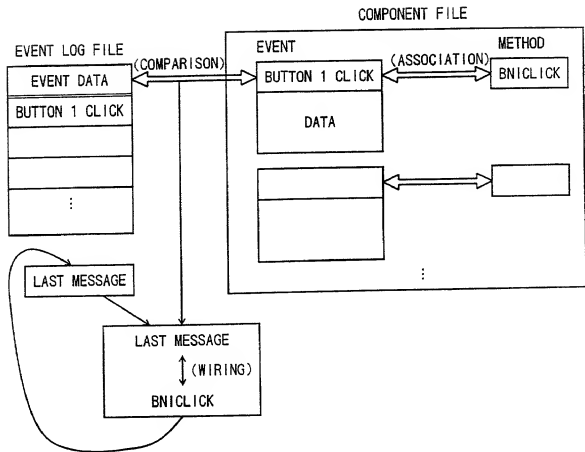 COMPONENT FILE
EVENT LOG FILE
EVENT
METHOD
(COMPARISON)
(ASSOCIATION)
EVENT DATA
BUTTON 1 CLICK
BNICLICK
BUTTON 1 CLICK
DATA
⋮
⋮
LAST MESSAGE
LAST MESSAGE
(WIRING)
BNICLICK